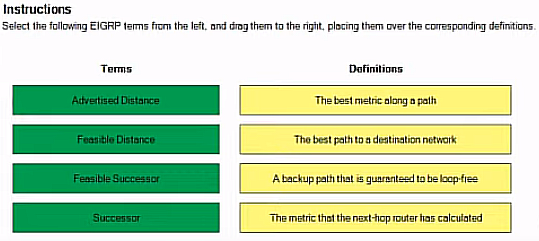 Instructions
Select the following EIGRP terms from the left, and drag them to the right, placing them over the corresponding definitions.
Terms Definitions
Advertised Distance The best metric along a path
Feasible Distance The best path to a destination network
Feasible Successor A backup path that is guaranteed to be loop-free
Successor The metric that the next-hop router has calculated